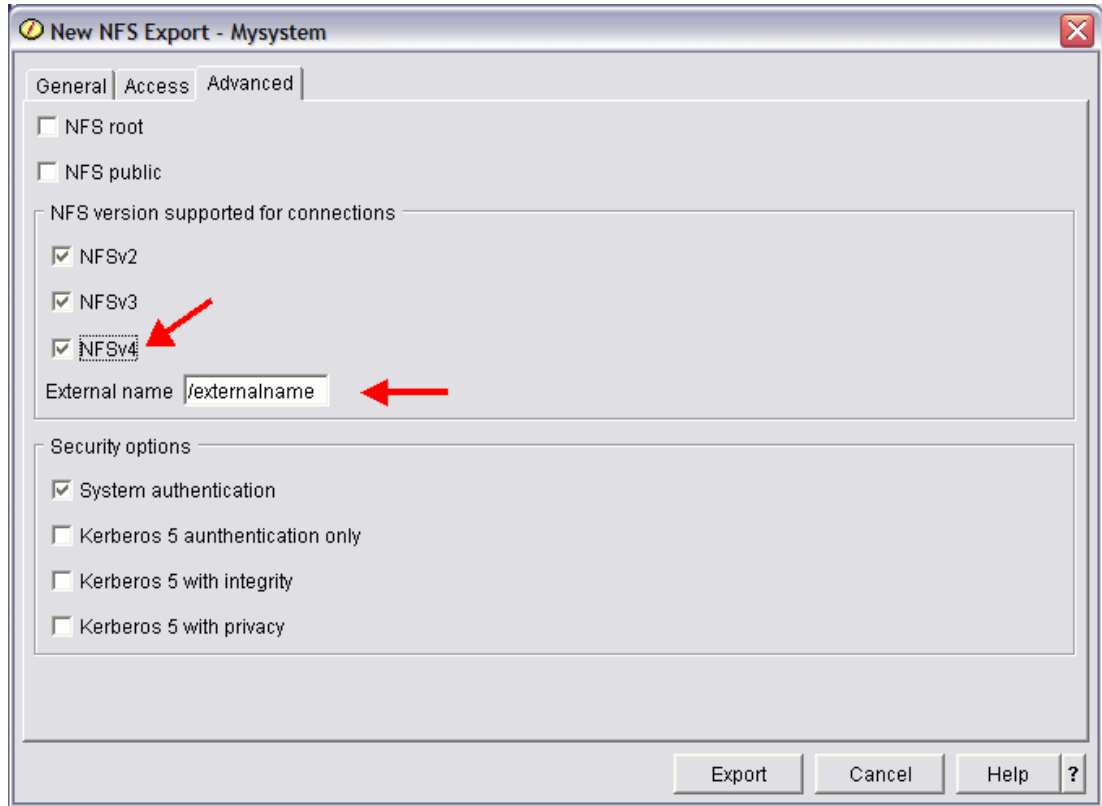 New NFS Export - Mysystem
General Access Advanced
NFS root
NFS public
NFS version supported for connections
NFSv2
NFSv3
NFSv4
External name /externalname
Security options
System authentication
Kerberos 5 aunthentication only
Kerberos 5 with integrity
Kerberos 5 with privacy
Export Cancel Help ?